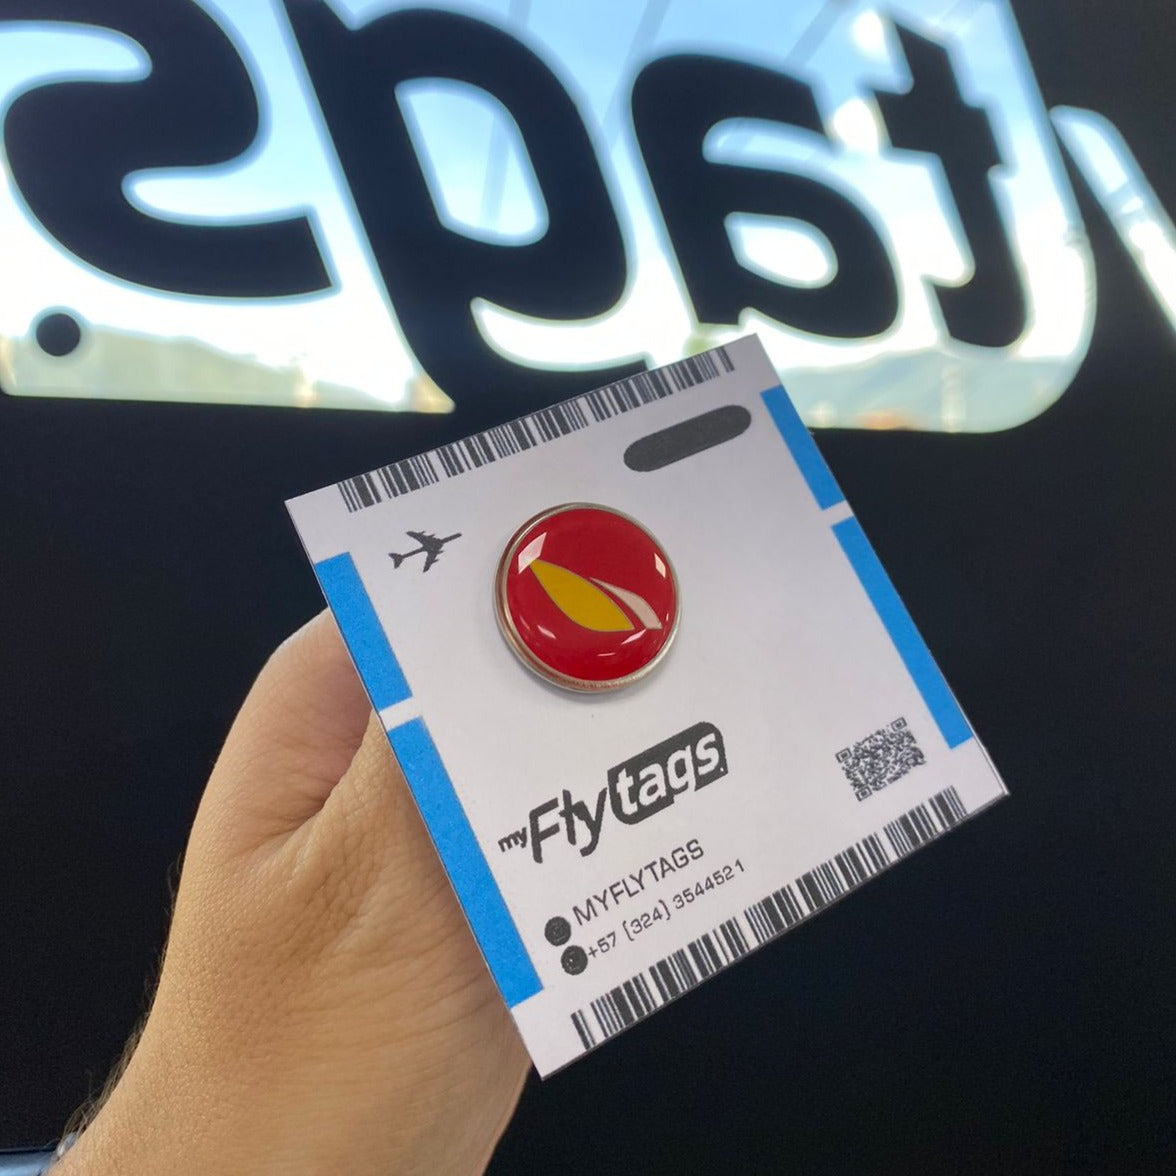 tags.
myFlytags.
MYFLYTAGS
+57 (324) 3544521